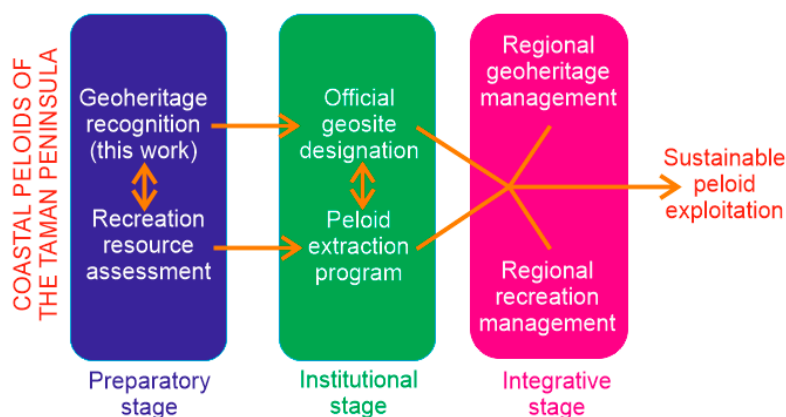 COASTAL PELOIDS OF
THE TAMAN PENINSULA
Geoheritage
recognition
(this work)
Recreation
resource
assessment
Preparatory
stage
Official
geosite
designation
Peloid
extraction
program
Institutional
stage
Regional
geoheritage
management
Regional
recreation
management
Integrative
stage
Sustainable
peloid
exploitation